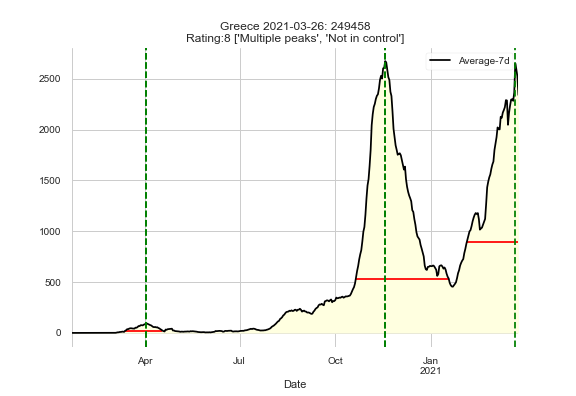 Greece 2021-03-26: 249458
Rating:8 ['Multiple peaks', 'Not in control']
Average-7d
2500
2000
1500
1000
500
0
Apr
Jul
Oct
Jan
2021
Date